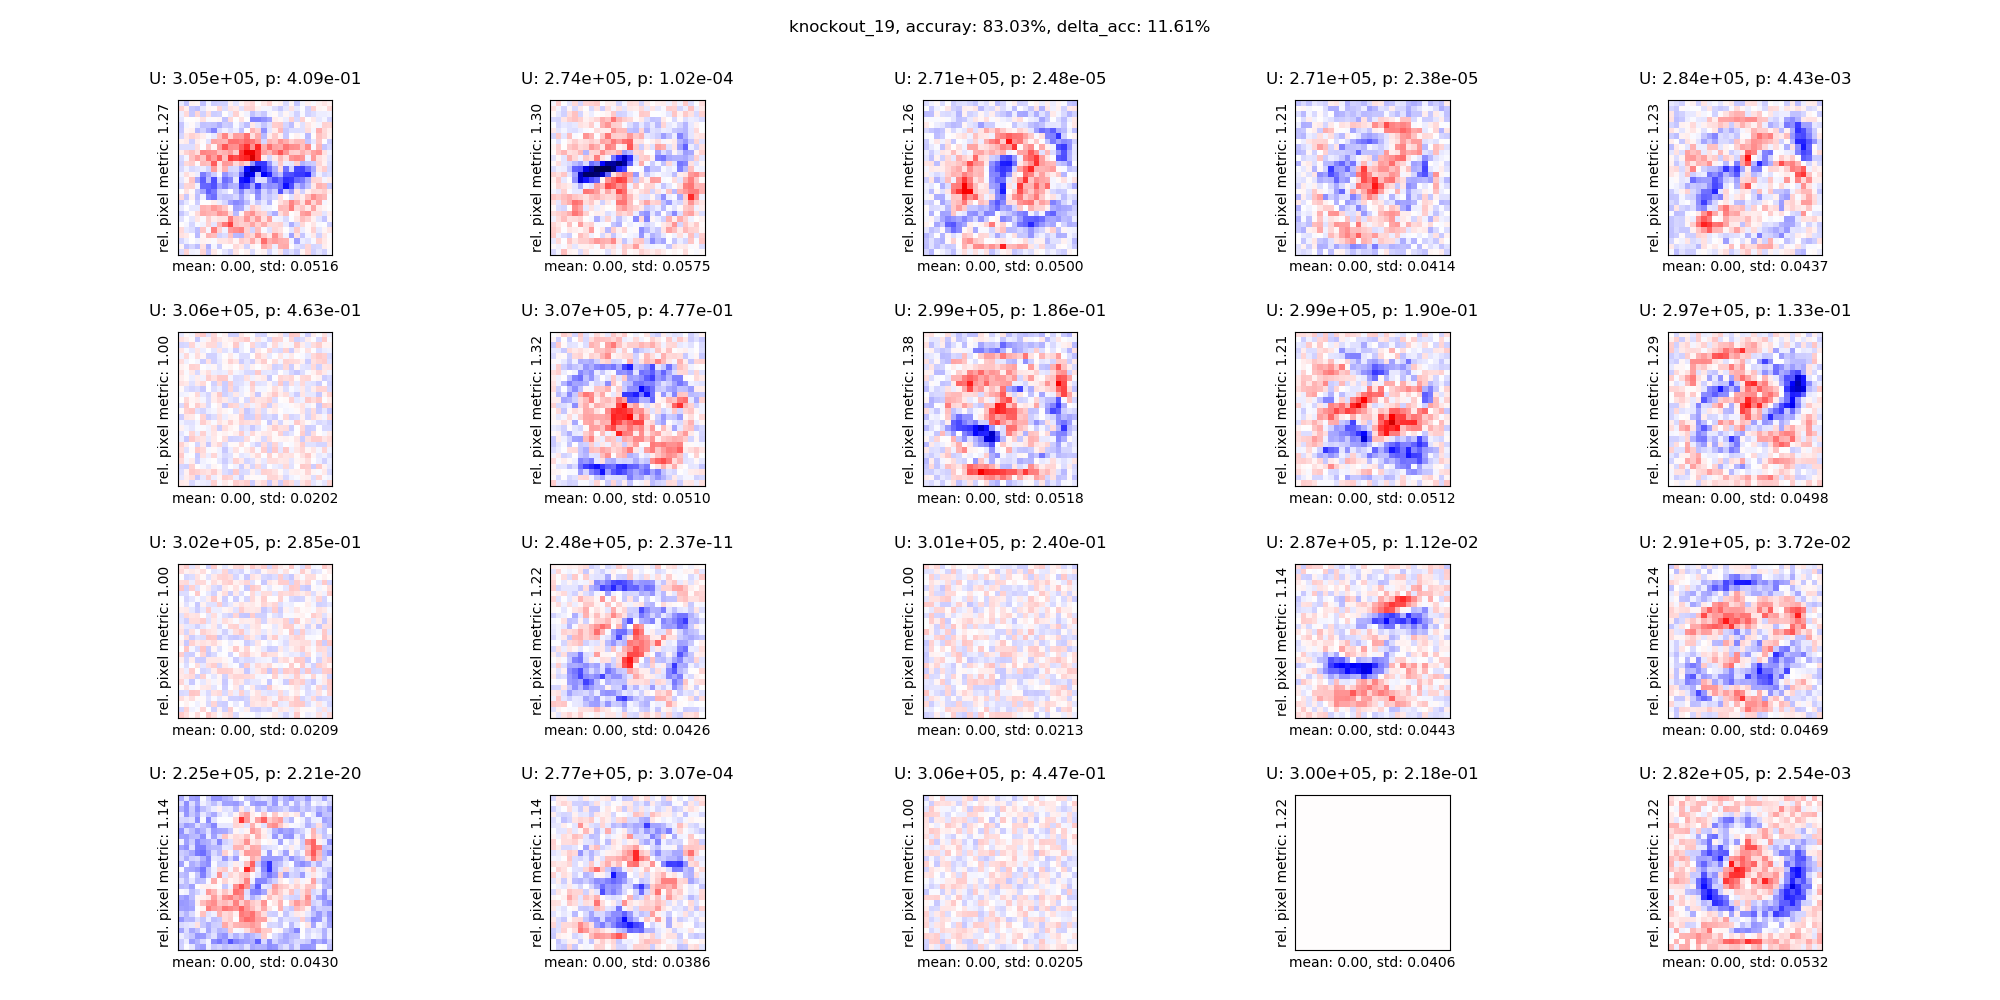 knockout_19, accuray: 83.03%, delta_acc: 11.61%
U: 3.05e+05, p: 4.09e-01
rel. pixel metric: 1.27
mean: 0.00, std: 0.0516
U: 2.74e+05, p: 1.02e-04
rel. pixel metric: 1.30
mean: 0.00, std: 0.0575
U: 2.71e+05, p: 2.48e-05
rel. pixel metric: 1.26
mean: 0.00, std: 0.0500
U: 2.71e+05, p: 2.38e-05
rel. pixel metric: 1.21
mean: 0.00, std: 0.0414
U: 2.84e+05, p: 4.43e-03
rel. pixel metric: 1.23
mean: 0.00, std: 0.0437
U: 3.06e+05, p: 4.63e-01
rel. pixel metric: 1.00
mean: 0.00, std: 0.0202
U: 3.07e+05, p: 4.77e-01
rel. pixel metric: 1.32
mean: 0.00, std: 0.0510
U: 2.99e+05, p: 1.86e-01
rel. pixel metric: 1.38
mean: 0.00, std: 0.0518
U: 2.99e+05, p: 1.90e-01
rel. pixel metric: 1.21
mean: 0.00, std: 0.0512
U: 2.97e+05, p: 1.33e-01
rel. pixel metric: 1.29
mean: 0.00, std: 0.0498
U: 3.02e+05, p: 2.85e-01
rel. pixel metric: 1.00
mean: 0.00, std: 0.0209
U: 2.48e+05, p: 2.37e-11
rel. pixel metric: 1.22
mean: 0.00, std: 0.0426
U: 3.01e+05, p: 2.40e-01
rel. pixel metric: 1.00
mean: 0.00, std: 0.0213
U: 2.87e+05, p: 1.12e-02
rel. pixel metric: 1.14
mean: 0.00, std: 0.0443
U: 2.91e+05, p: 3.72e-02
rel. pixel metric: 1.24
mean: 0.00, std: 0.0469
U: 2.25e+05, p: 2.21e-20
rel. pixel metric: 1.14
mean: 0.00, std: 0.0430
U: 2.77e+05, p: 3.07e-04
rel. pixel metric: 1.14
mean: 0.00, std: 0.0386
U: 3.06e+05, p: 4.47e-01
rel. pixel metric: 1.00
mean: 0.00, std: 0.0205
U: 3.00e+05, p: 2.18e-01
rel. pixel metric: 1.22
mean: 0.00, std: 0.0406
U: 2.82e+05, p: 2.54e-03
rel. pixel metric: 1.22
mean: 0.00, std: 0.0532